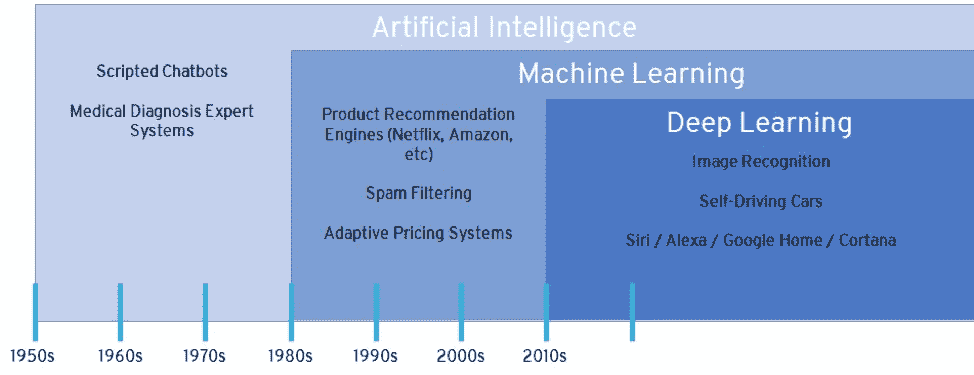 Artificial Intelligence
Scripted Chatbots
Medical Diagnosis Expert
Systems
Machine Learning
Product Recommendation
Engines (Netflix, Amazon,
etc)
Spam Filtering
Adaptive Pricing Systems
Deep Learning
Image Recognition
Self-Driving Cars
Siri / Alexa / Google Home / Cortana
1950s 1960s 1970s 1980s 1990s 2000s 2010s